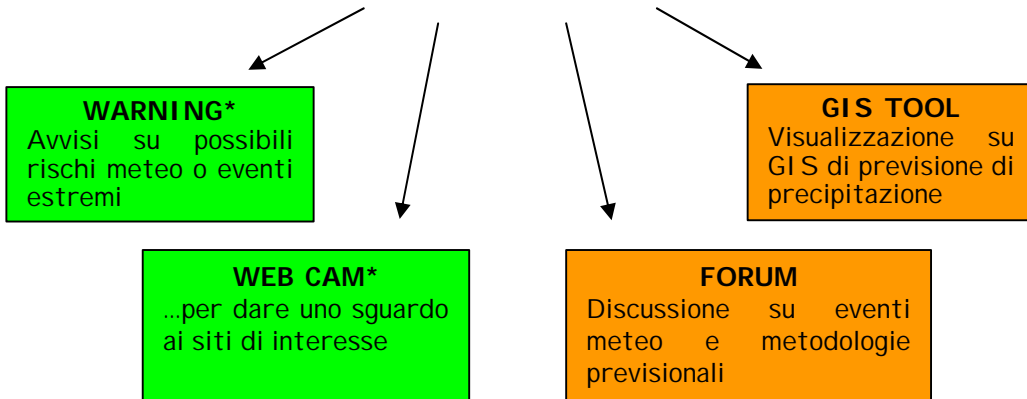 WARNING*
Avvisi su possibili
rischi meteo o eventi
estremi
GIS TOOL
Visualizzazione su
GIS di previsione di
precipitazione
WEB CAM*
...per dare uno sguardo
ai siti di interesse
FORUM
Discussione su eventi
meteo e metodologie
previsionali